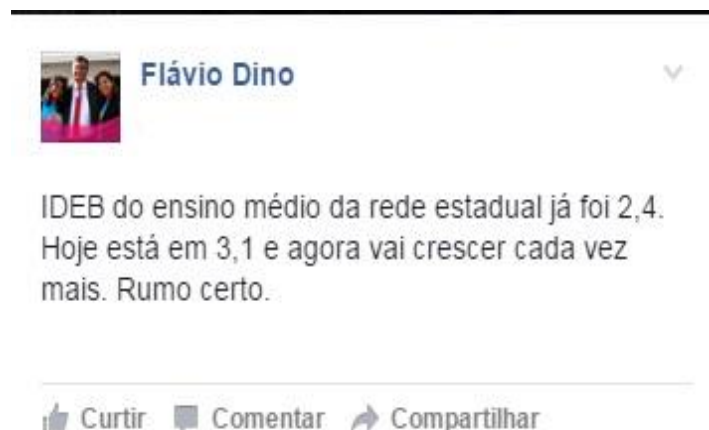 Flávio Dino
IDEB do ensino médio da rede estadual já foi 2,4.
Hoje está em 3,1 e agora vai crescer cada vez
mais. Rumo certo.
Curtir Comentar Compartilhar